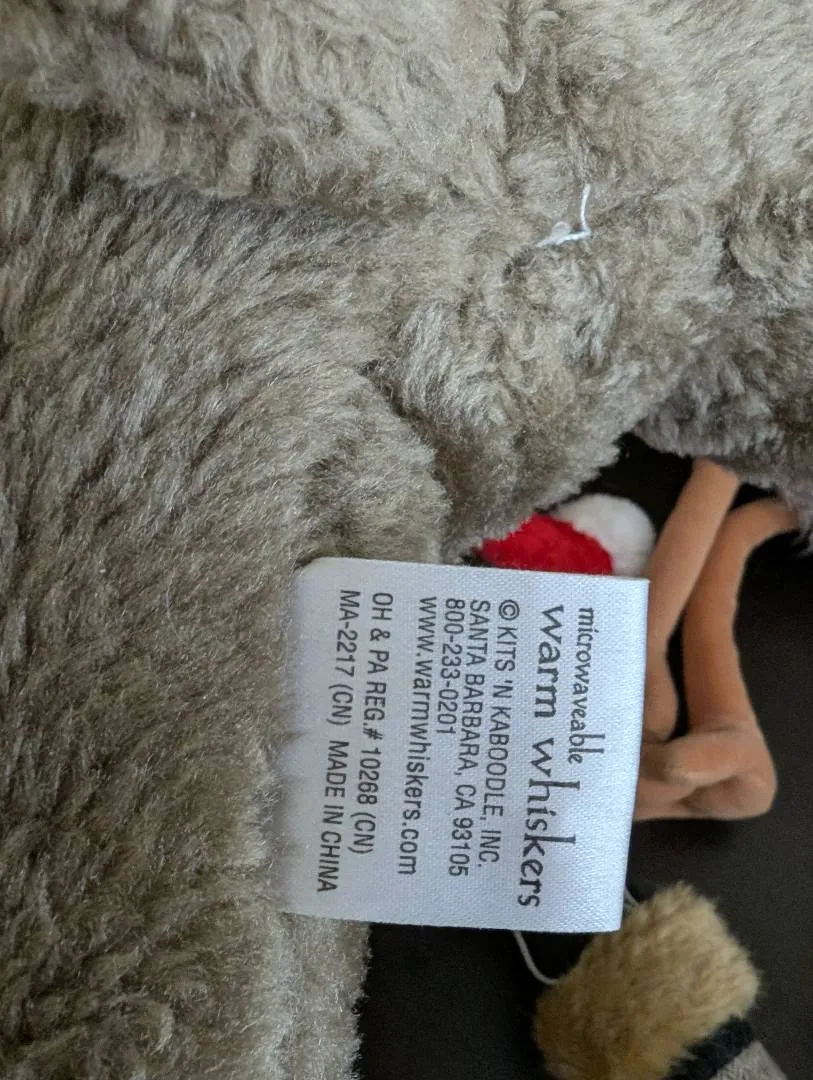 microwaveable
warm whiskers
© KITS 'N KABOODLE, INC.
SANTA BARBARA, CA 93105
800-233-0201
www.warmwhiskers.com
OH & PA REG.# 10268 (CN)
MA-2217 (CN) MADE IN CHINA